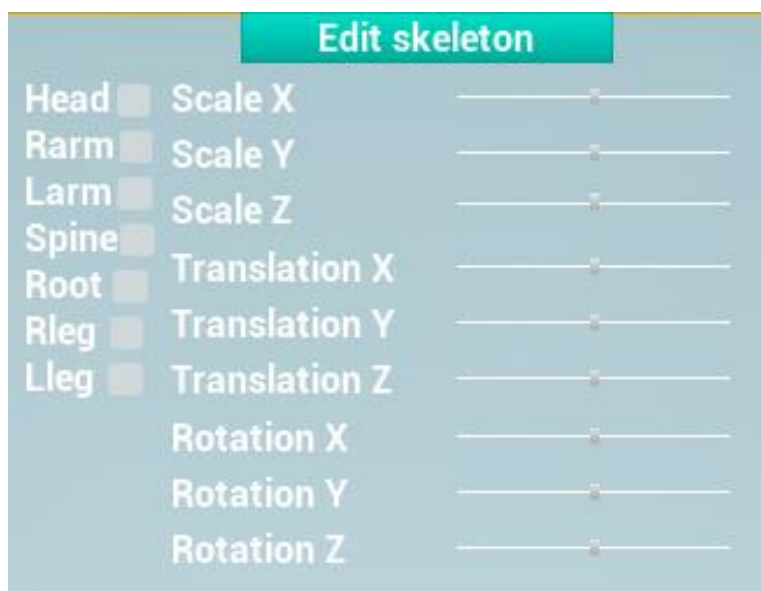 Edit skeleton
Head
Rarm
Larm
Spine
Root
Rleg
Lleg
Scale X
Scale Y
Scale Z
Translation X
Translation Y
Translation Z
Rotation X
Rotation Y
Rotation Z